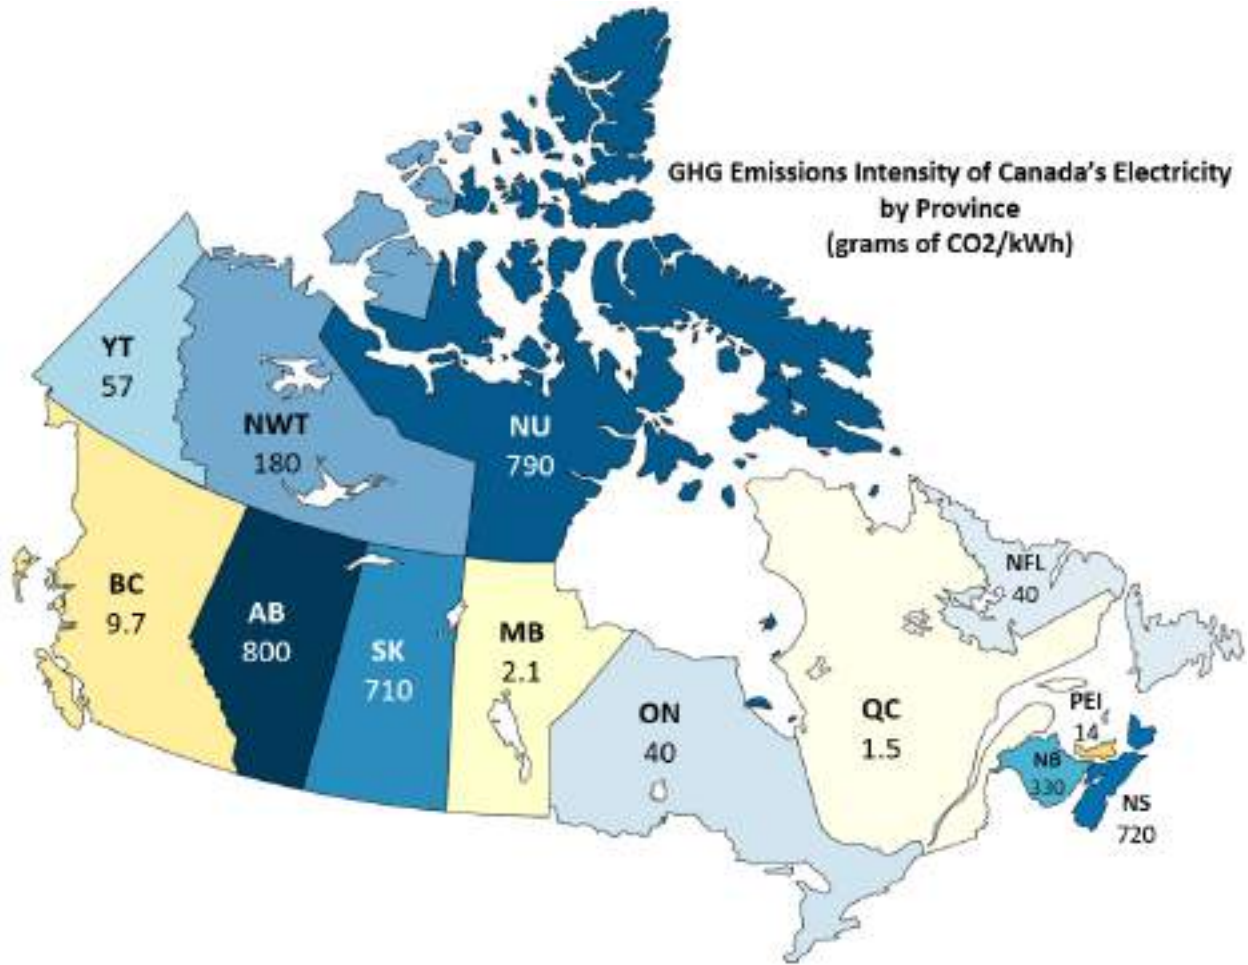 GHG Emissions Intensity of Canada's Electricity
by Province
(grams of CO2/kWh)
YT
57
NWT
180
NU
790
BC
9.7
AB
800
SK
710
MB
2.1
ON
40
QC
1.5
NFL
40
PEI
14
NB
330
NS
720